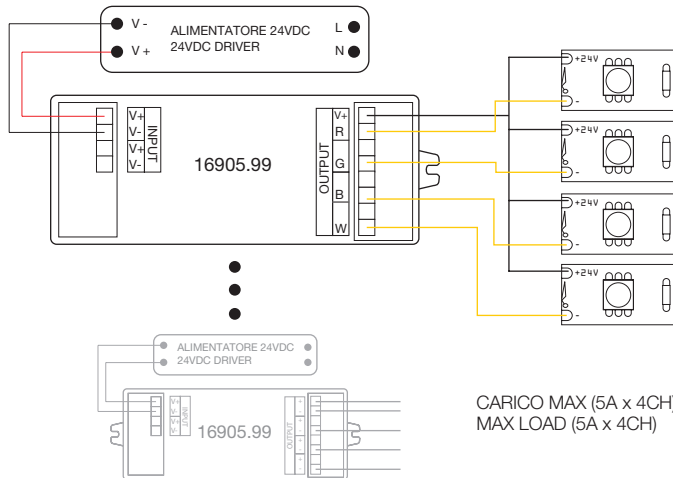 V -
V +
ALIMENTATORE 24VDC
24VDC DRIVER
L
N
V+
V-
V+
V-
INPUT
16905.99
OUTPUT
V+
R
G
B
W
+24V
-
+24V
-
+24V
-
+24V
-
ALIMENTATORE 24VDC
24VDC DRIVER
INPUT
16905.99
OUTPUT
CARICO MAX (5A x 4CH)
MAX LOAD (5A x 4CH)